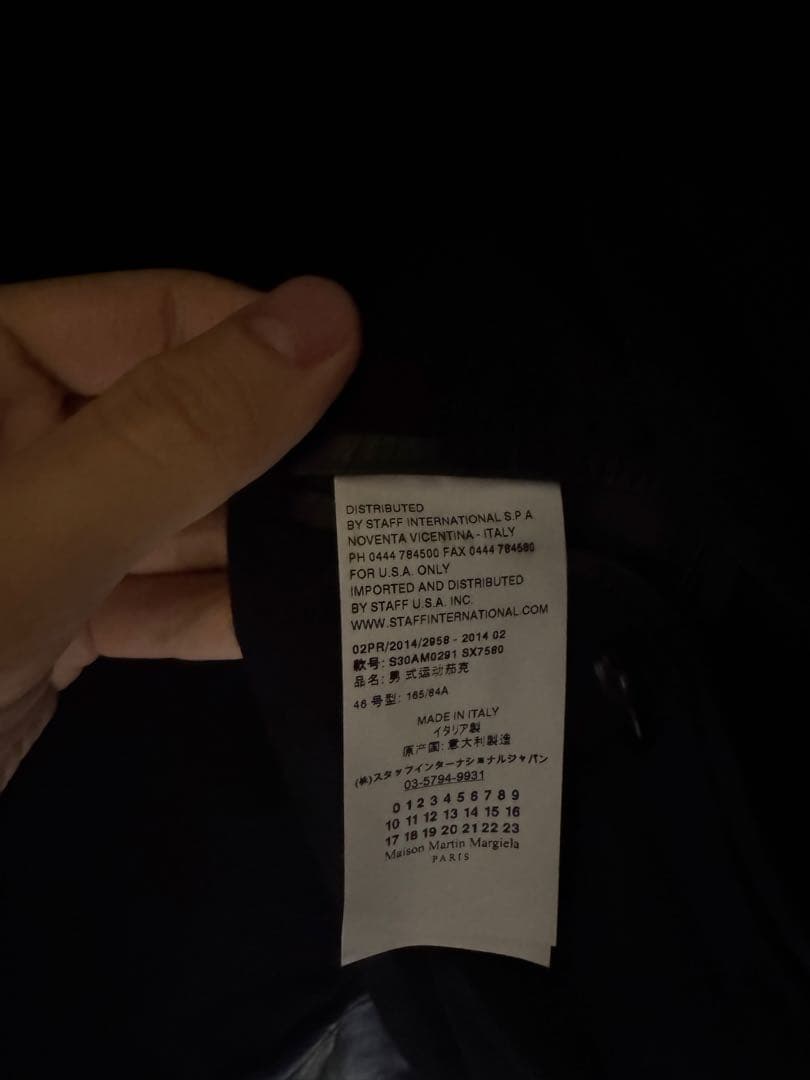 DISTRIBUTED
BY STAFF INTERNATIONAL S.P A
NOVENTA VICENTINA - ITALY
PH 0444 784500 FAX 0444 784580
FOR U.S.A. ONLY
IMPORTED AND DISTRIBUTED
BY STAFF U.S.A. INC.
WWW.STAFFINTERNATIONAL.COM
02PR/2014/2958 - 2014 02
款号: S30AM0291 SX7580
品名: 男 式运动茄克
46 号型: 165/84A
MADE IN ITALY
イタリア製
原产国: 意大利製造
(株)スタッフインターナショナルジャパン
03-5794-9931
0 1 2 3 4 5 6 7 8 9
10 11 12 13 14 15 16
17 18 19 20 21 22 23
Maison Martin Margiela
PARIS